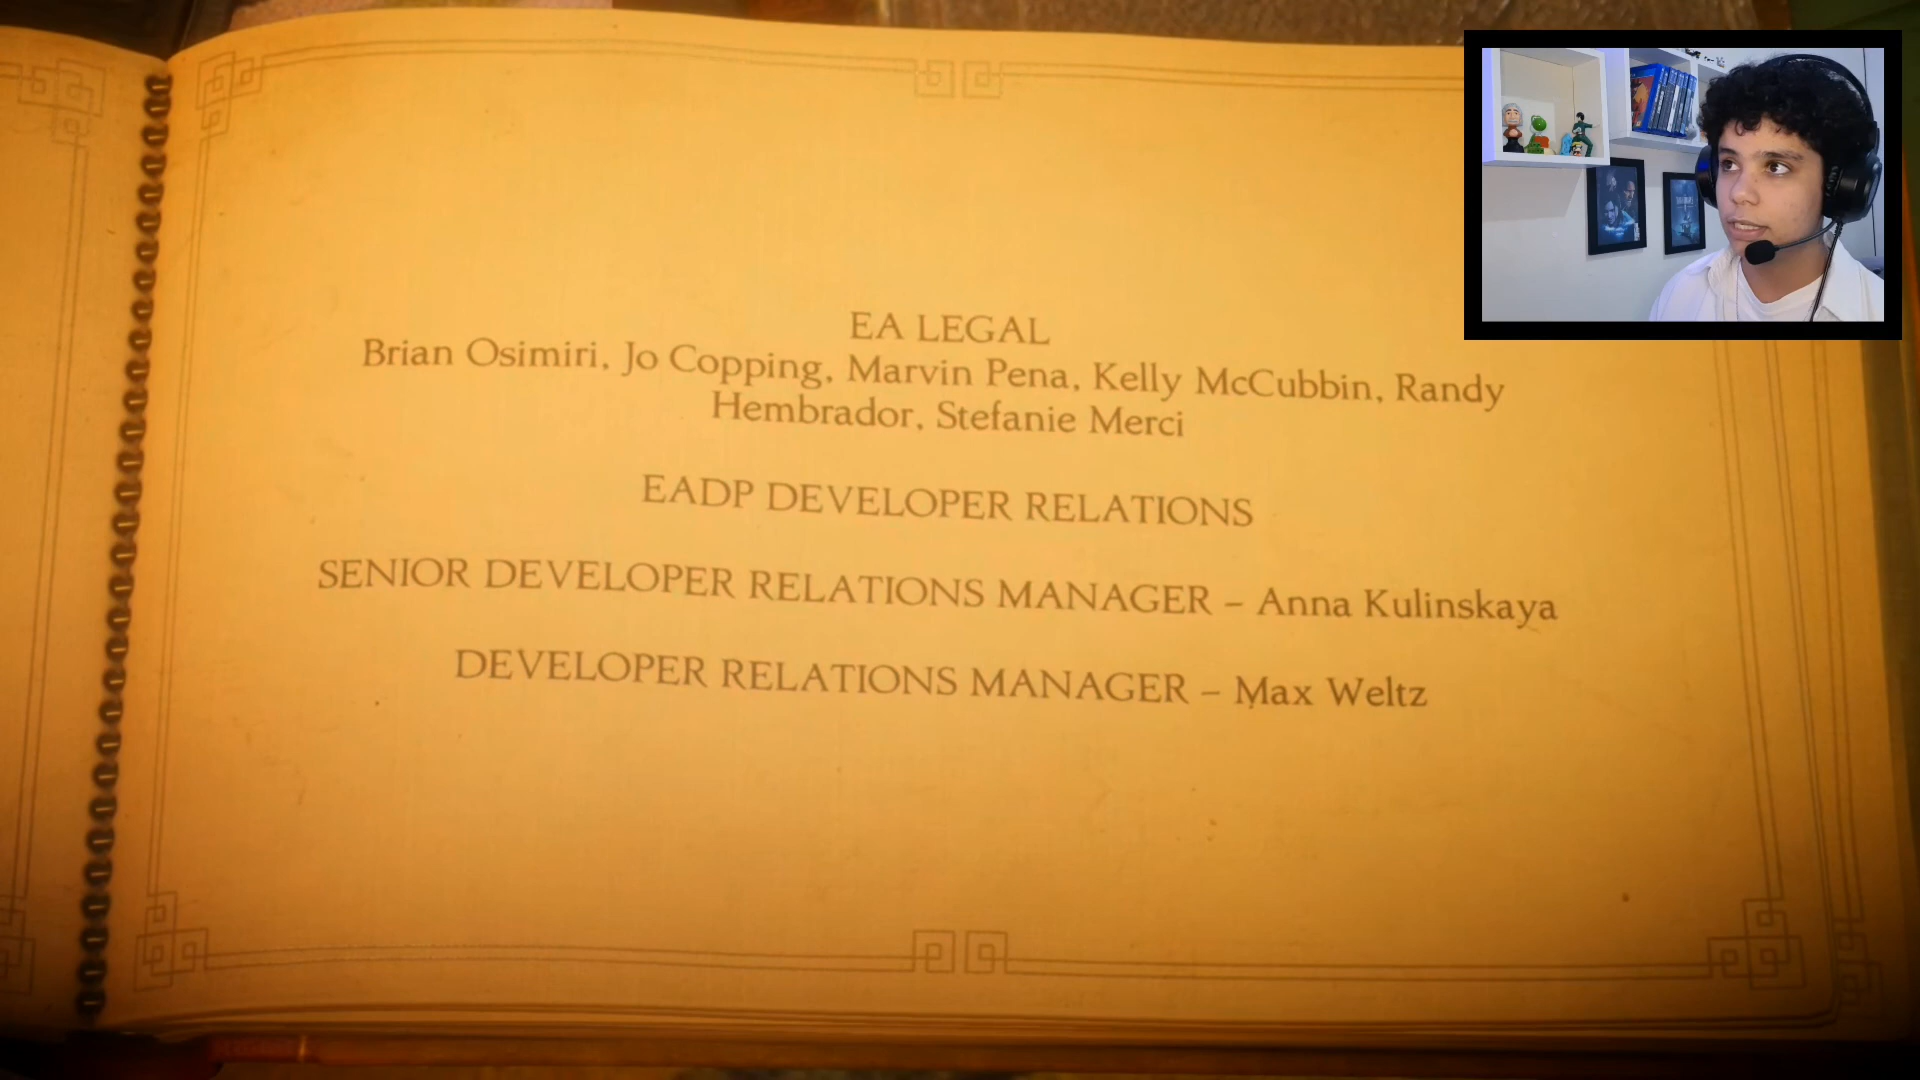 EA LEGAL
Brian Osimiri, Jo Copping, Marvin Pena, Kelly McCubbin, Randy
Hembrador, Stefanie Merci
EADP DEVELOPER RELATIONS
SENIOR DEVELOPER RELATIONS MANAGER – Anna Kulinskaya
DEVELOPER RELATIONS MANAGER – Max Weltz